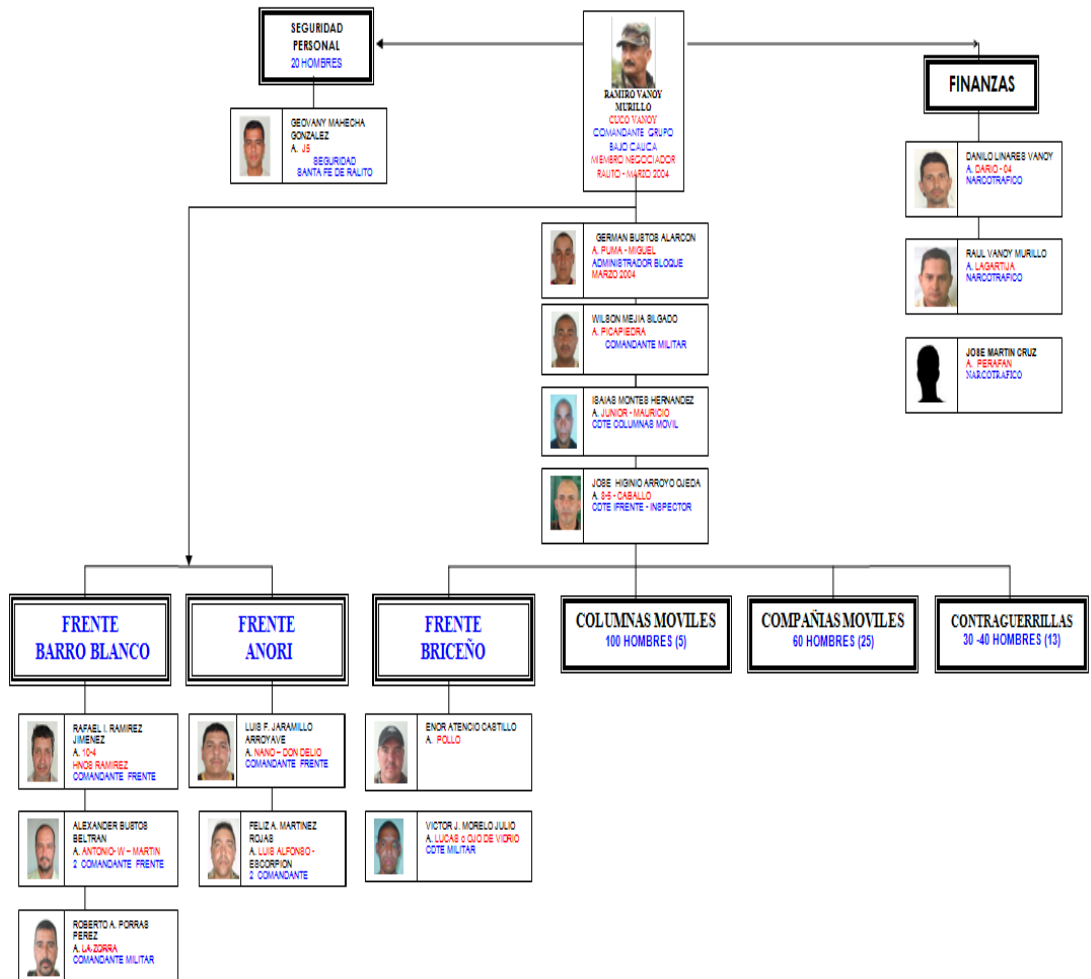 SEGURIDAD
PERSONAL
20 HOMBRES
GEOVANY MAHECHA
GONZALEZ
A. J5
SEGURIDAD
SANTA FE DE RALITO
RAMIRO VANOY
MURILLO
CUCO VANOY
COMANDANTE GRUPO
BAJO CAUCA
MIEMBRO NEGOCIADOR
RALITO - MARZO 2004
FINANZAS
DANILO LINARES VANOY
A. DARIO - 04
NARCOTRAFICO
RAUL VANOY MURILLO
A. LAGARTIJA
NARCOTRAFICO
JOSE MARTIN CRUZ
A. PERAFAN
NARCOTRAFICO
GERMAN BUSTOS ALARCON
A. PUMA - MIGUEL
ADMINISTRADOR BLOQUE
MARZO 2004
WILSON MEJIA SILGADO
A. PICAPIEDRA
COMANDANTE MILITAR
ISAIAS MONTES HERNANDEZ
A. JUNIOR - MAURICIO
CDTE COLUMNAS MOVIL
JOSE HIGINIO ARROYO OJEDA
A. 8-5 - CABALLO
CDTE IFRENTE - INSPECTOR
FRENTE
BARRO BLANCO
RAFAEL I. RAMIREZ
JIMENEZ
A. 10-4
HNOS RAMIREZ
COMANDANTE FRENTE
ALEXANDER BUSTOS
BELTRAN
A. ANTONIO- W – MARTIN
2 COMANDANTE FRENTE
ROBERTO A. PORRAS
PEREZ
A. LA ZORRA
COMANDANTE MILITAR
FRENTE
ANORI
LUIS F. JARAMILLO
ARROYAVE
A. NANO – DON DELIO
COMANDANTE FRENTE
FELIZ A. MARTINEZ
ROJAS
A. LUIS ALFONSO -
ESCORPION
2 COMANDANTE
FRENTE
BRICEÑO
ENOR ATENCIO CASTILLO
A. POLLO
VICTOR J. MORELO JULIO
A. LUCAS o OJO DE VIDRIO
CDTE MILITAR
COLUMNAS MOVILES
100 HOMBRES (5)
COMPAÑIAS MOVILES
60 HOMBRES (25)
CONTRAGUERRILLAS
30 -40 HOMBRES (13)